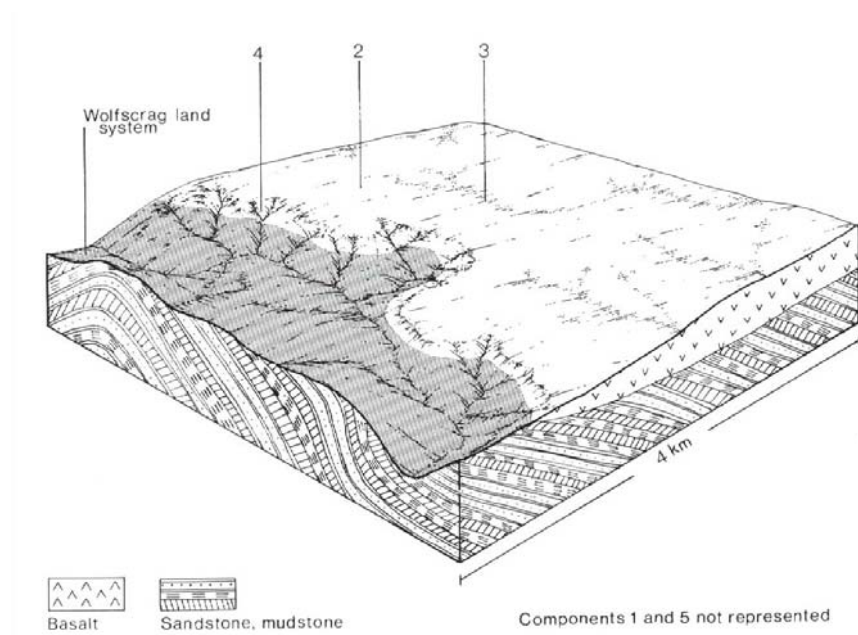 4
2
3
Wolfscrag land
system
4 km
Basalt
Sandstone, mudstone
Components 1 and 5 not represented